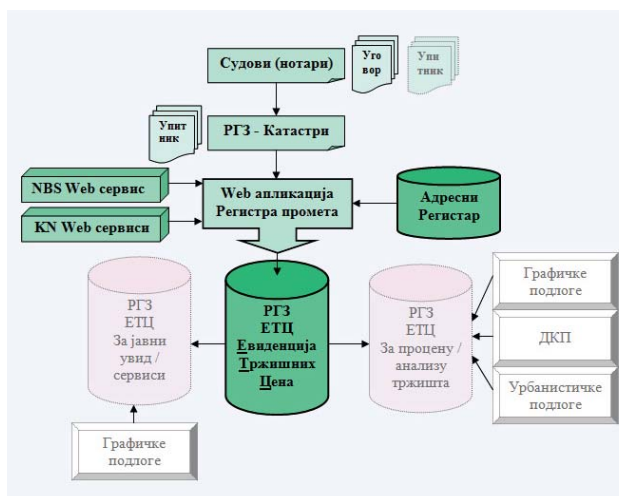 Судови (нотари)
Уго
вор
Упи
тник
Упит
ник
РГЗ - Катастри
NBS Web сервис
KN Web сервиси
Web апликација
Регистра промета
Адресни
Регистар
РГЗ
ЕТЦ
За јавни
увид /
сервиси
РГЗ
ЕТЦ
Евиденција
Тржишних
Цена
РГЗ
ЕТЦ
За процену /
анализу
тржишта
Графичке
подлоге
ДКП
Урбанистичке
подлоге
Графичке
подлоге